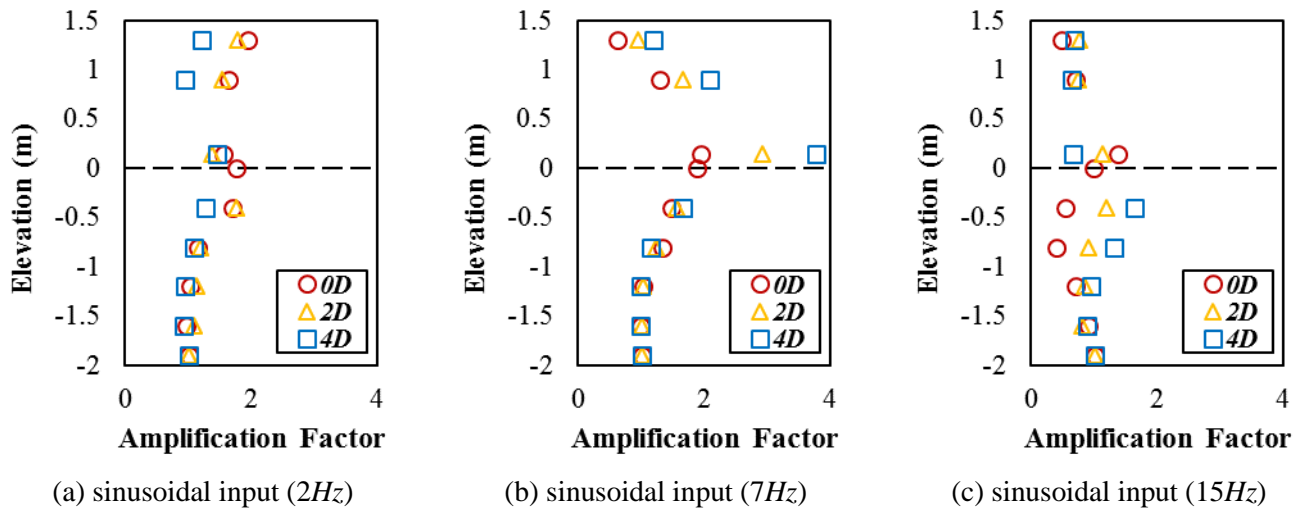 1.5
1
0.5
0
-0.5
-1
-1.5
-2
Elevation (m)
0D
2D
4D
0 2 4
Amplification Factor
(a) sinusoidal input (2Hz)
1.5
1
0.5
0
-0.5
-1
-1.5
-2
Elevation (m)
0D
2D
4D
0 2 4
Amplification Factor
(b) sinusoidal input (7Hz)
1.5
1
0.5
0
-0.5
-1
-1.5
-2
Elevation (m)
0D
2D
4D
0 2 4
Amplification Factor
(c) sinusoidal input (15Hz)